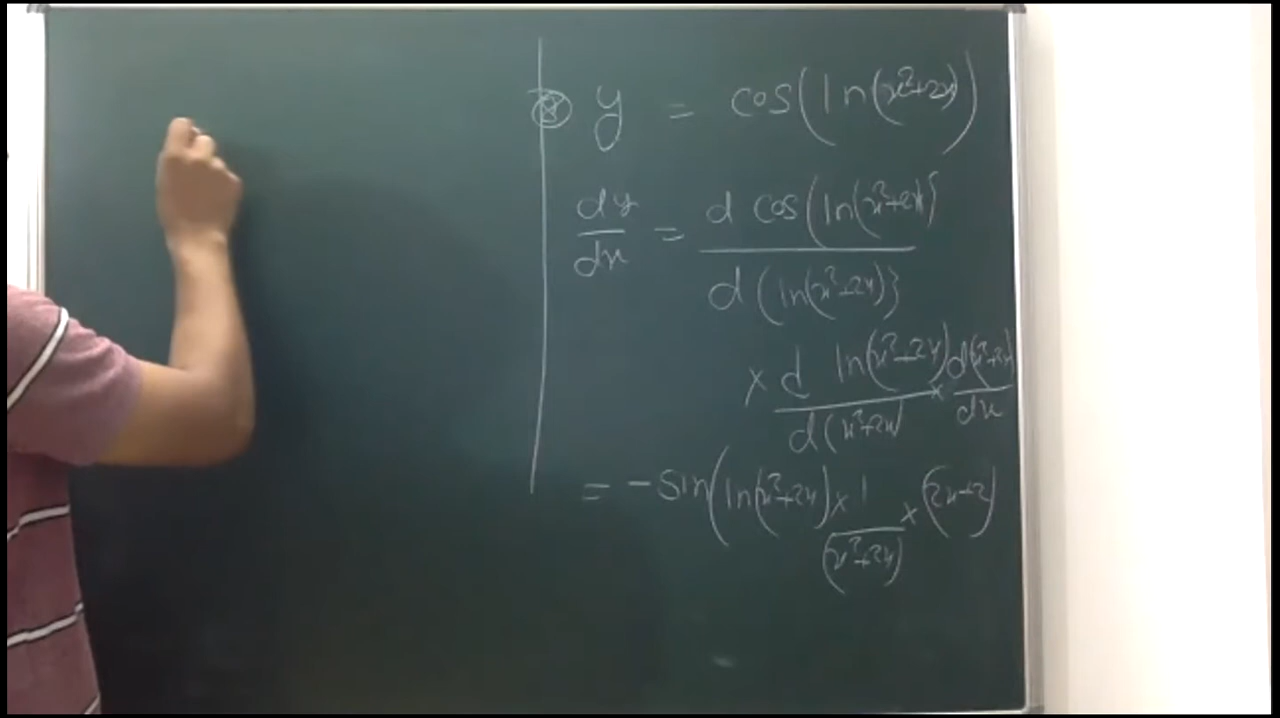 y = cos(ln(x²+2x))
dy/dx = d cos(ln(x²+2x)} / d(ln(x²+2x)}
× d ln(x²+2x) / d(x²+2x) × d(x²+2x) / dx
= -sin(ln(x²+2x) × 1/(x²+2x) × (2x+2)